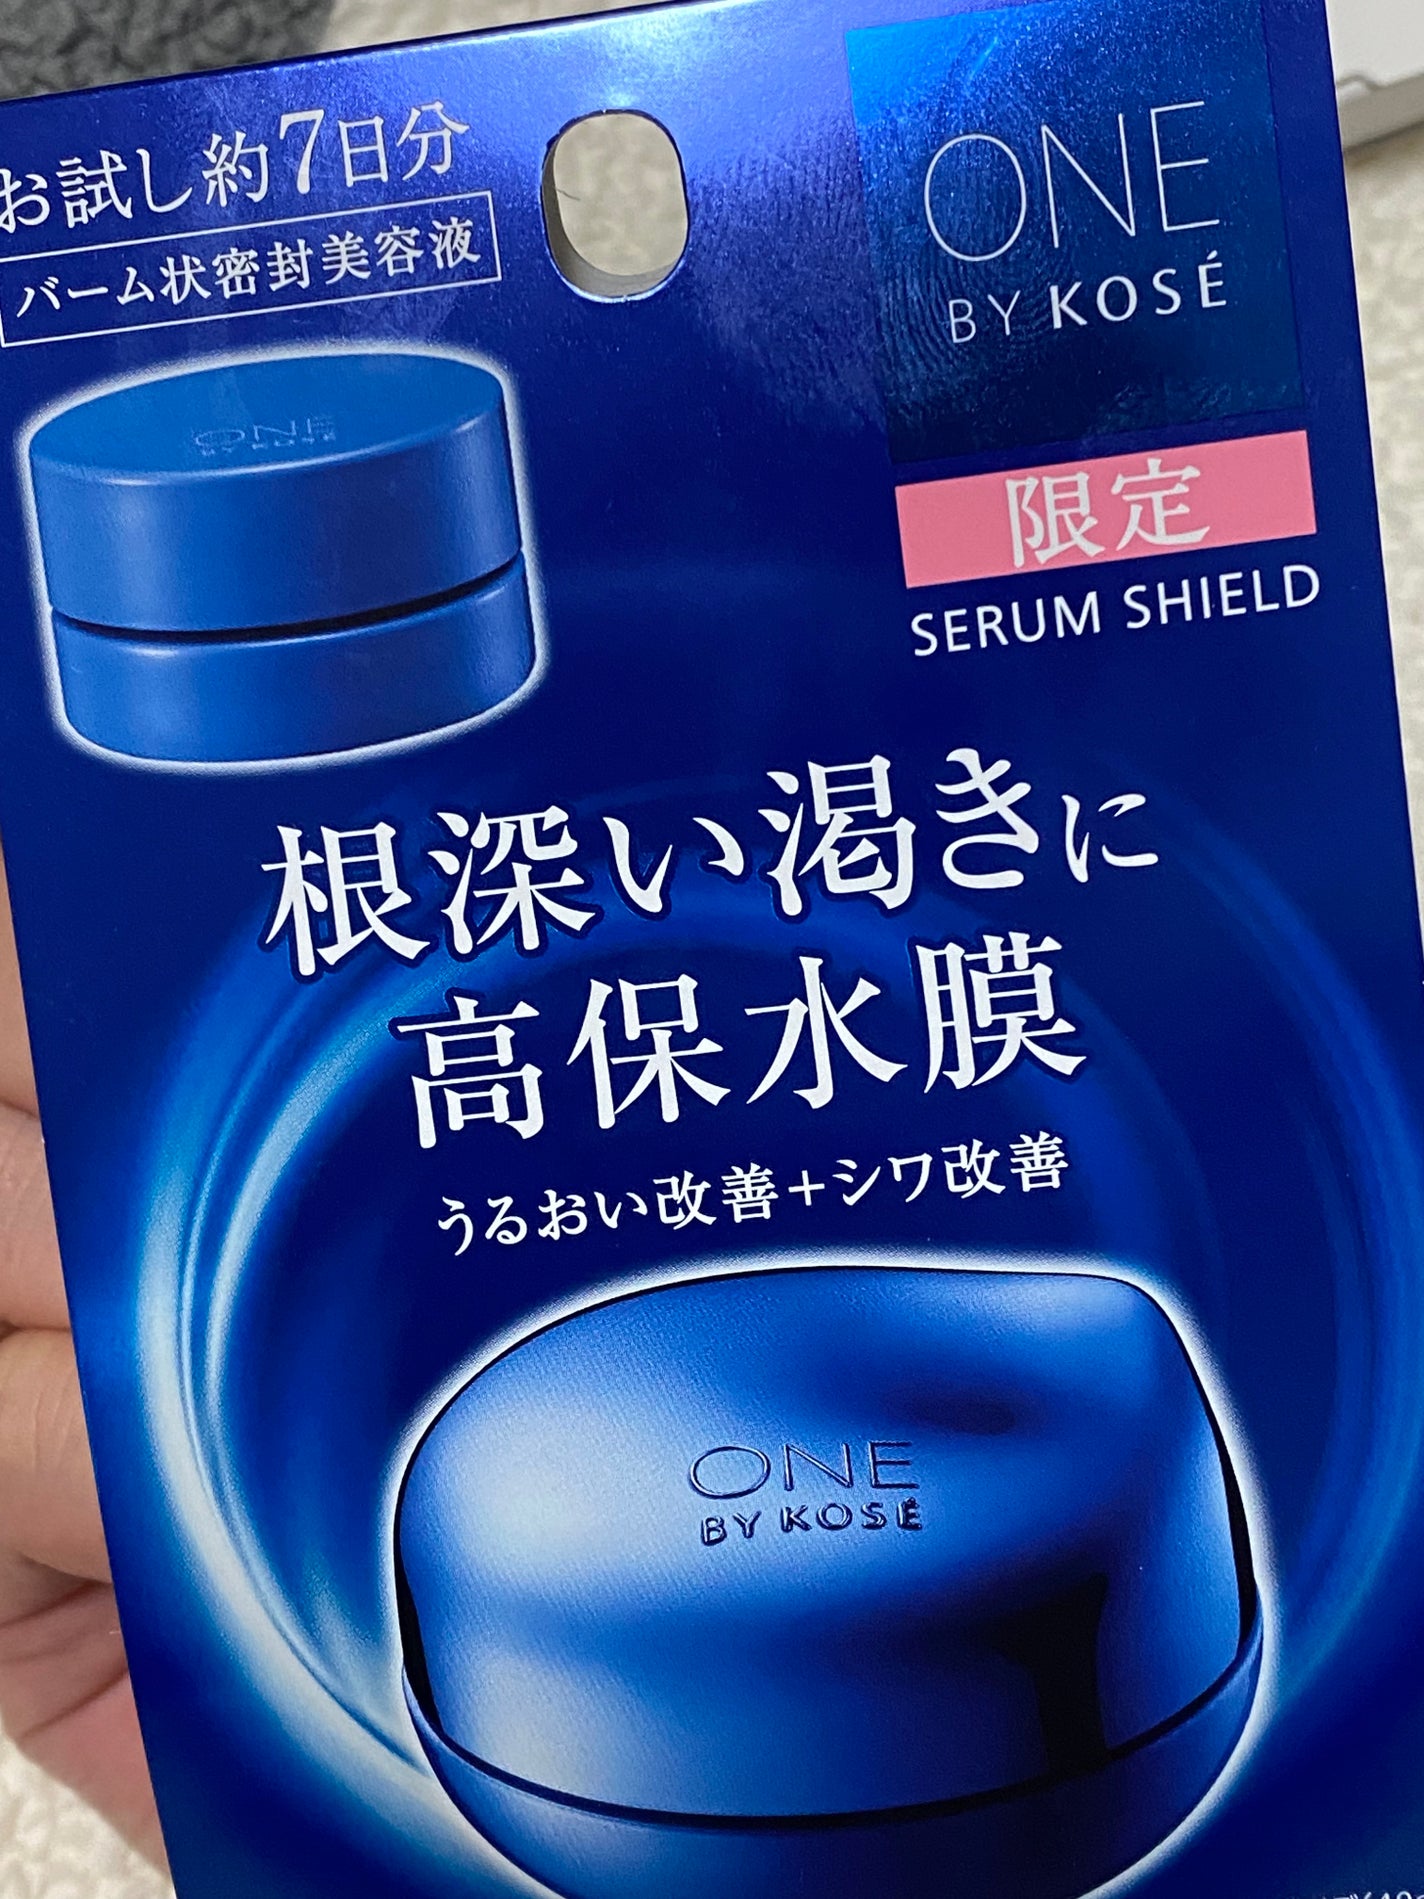 お試し約7日分
バーム状密封美容液
ONE
BY KOSÉ
限定
SERUM SHIELD
ONE
根深い渇きに
高保水膜
うるおい改善+シワ改善
ONE
BY KOSÉ